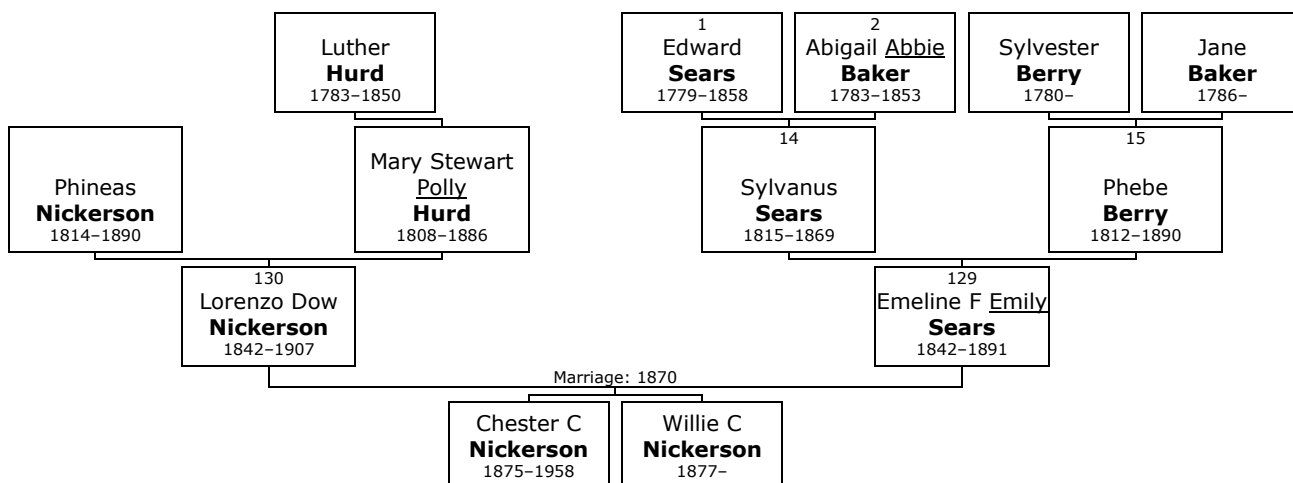 Luther
Hurd
1783–1850
1
Edward
Sears
1779–1858
2
Abigail Abbie
Baker
1783–1853
Sylvester
Berry
1780–
Jane
Baker
1786–
Phineas
Nickerson
1814–1890
Mary Stewart
Polly
Hurd
1808–1886
14
Sylvanus
Sears
1815–1869
15
Phebe
Berry
1812–1890
130
Lorenzo Dow
Nickerson
1842–1907
129
Emeline F Emily
Sears
1842–1891
Marriage: 1870
Chester C
Nickerson
1875–1958
Willie C
Nickerson
1877–